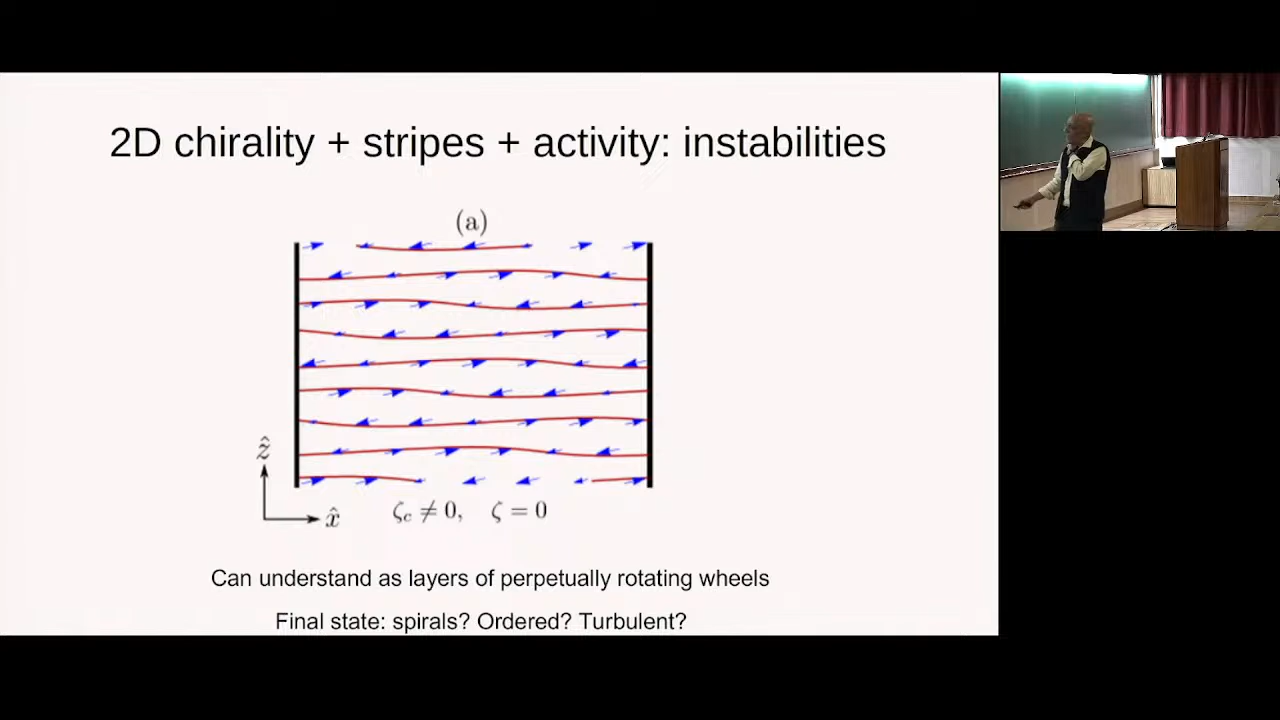 2D chirality + stripes + activity: instabilities
(a)
ẑ
x̂
ζc ≠ 0, ζ = 0
Can understand as layers of perpetually rotating wheels
Final state: spirals? Ordered? Turbulent?